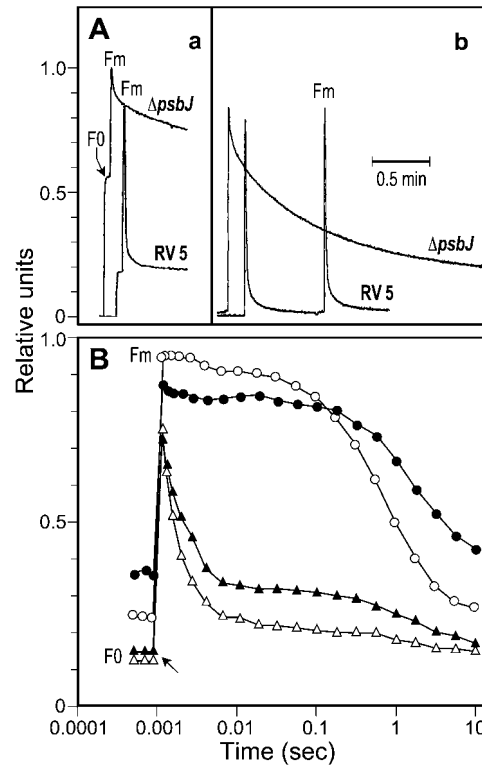 A
a
b
Fm
Fm
Fm
ΔpsbJ
F0
RV 5
0.5 min
ΔpsbJ
RV 5
1.0
0.5
0
Relative units
B
Fm
F0
1.0
0.5
0
0.0001
0.001
0.01
0.1
1
10
Time (sec)